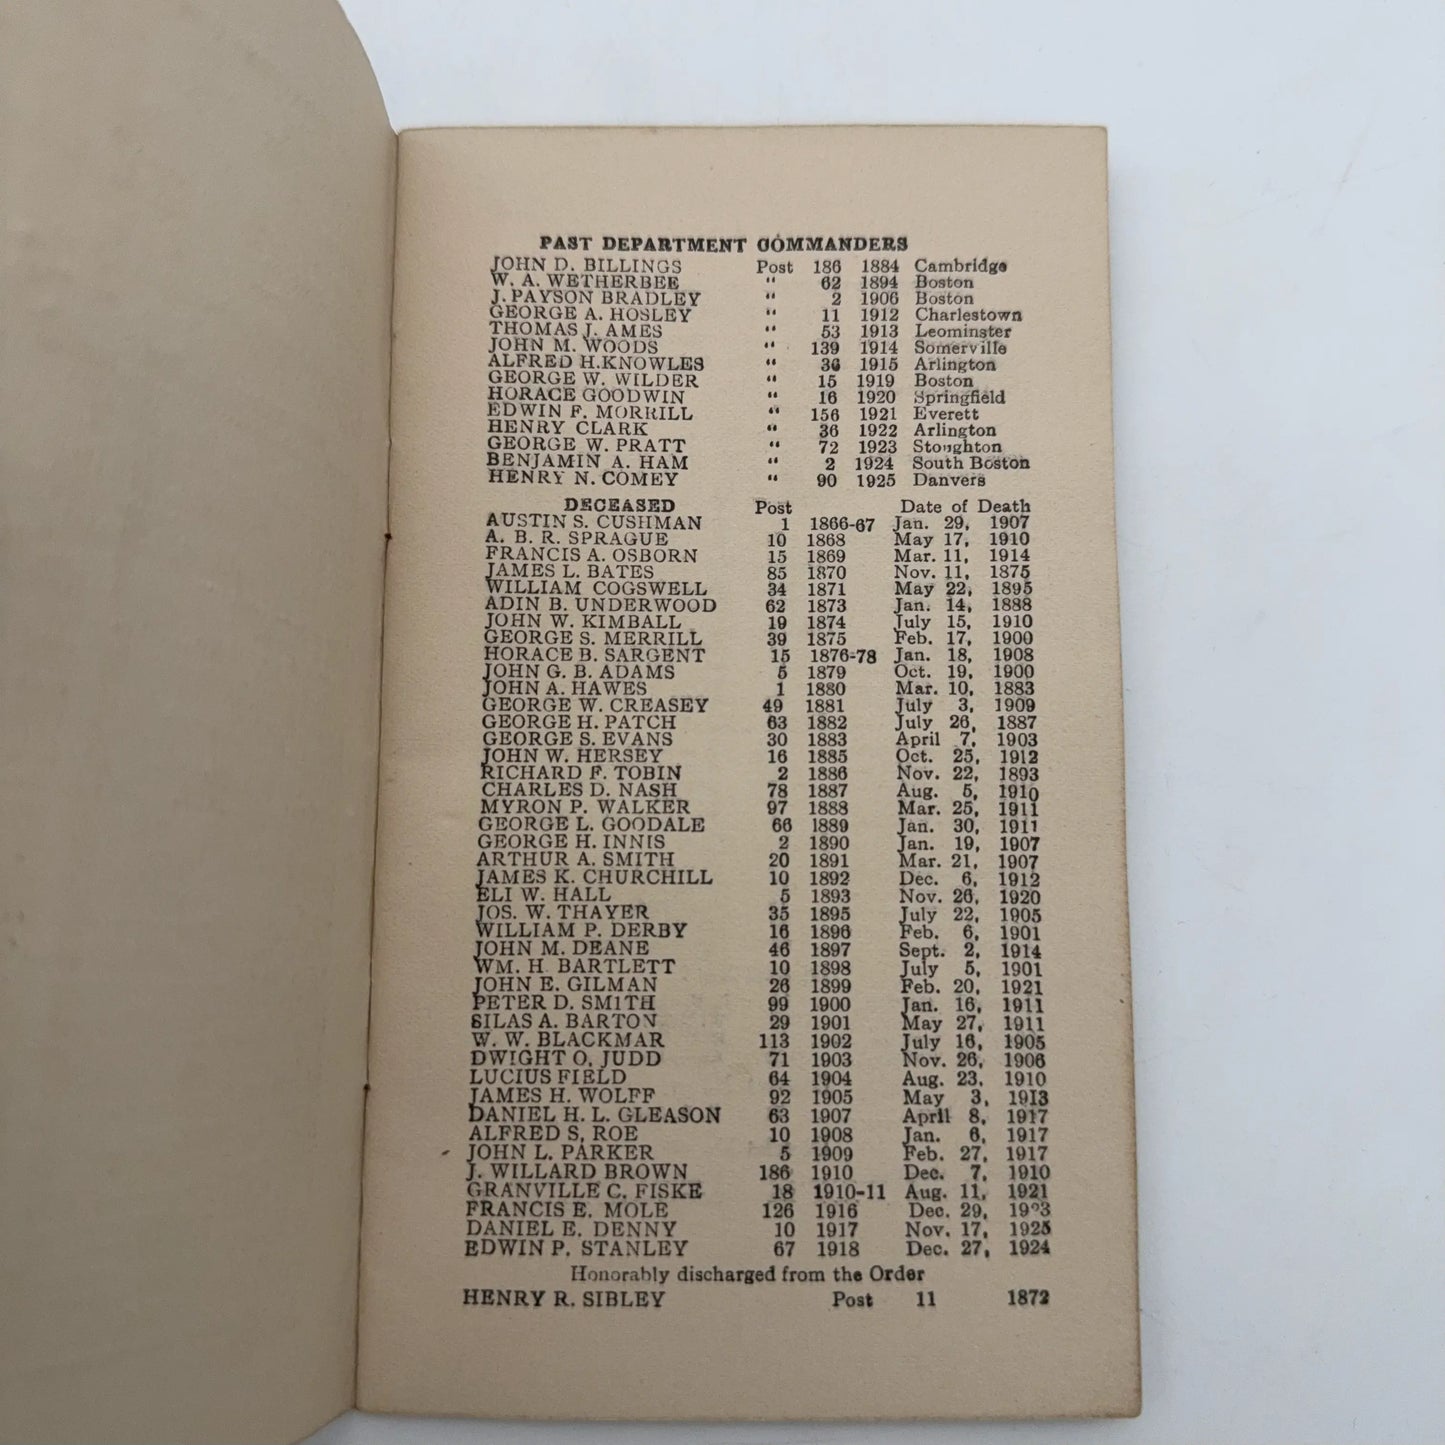 PAST DEPARTMENT COMMANDERS
JOHN D. BILLINGS Post 186 1884 Cambridge
W. A. WETHERBEE " 62 1894 Boston
J. PAYSON BRADLEY " 2 1906 Boston
GEORGE A. HOSLEY " 11 1912 Charlestown
THOMAS J. AMES " 53 1913 Leominster
JOHN M. WOODS " 139 1914 Somerville
ALFRED H. KNOWLES " 36 1915 Arlington
GEORGE W. WILDER " 15 1919 Boston
HORACE GOODWIN " 16 1920 Springfield
EDWIN F. MORRILL " 156 1921 Everett
HENRY CLARK " 36 1922 Arlington
GEORGE W. PRATT " 72 1923 Stoughton
BENJAMIN A. HAM " 2 1924 South Boston
HENRY N. COMEY " 90 1925 Danvers
DECEASED Post Date of Death
AUSTIN S. CUSHMAN 1 1866-67 Jan. 29, 1907
A. B. R. SPRAGUE 10 1868 May 17, 1910
FRANCIS A. OSBORN 15 1869 Mar. 11, 1914
JAMES L. BATES 85 1870 Nov. 11, 1875
WILLIAM COGSWELL 34 1871 May 22, 1895
ADIN B. UNDERWOOD 62 1873 Jan. 14, 1888
JOHN W. KIMBALL 19 1874 July 15, 1910
GEORGE S. MERRILL 39 1875 Feb. 17, 1900
HORACE B. SARGENT 15 1876-78 Jan. 18, 1908
JOHN G. B. ADAMS 5 1879 Oct. 19, 1900
JOHN A. HAWES 1 1880 Mar. 10, 1883
GEORGE W. CREASEY 49 1881 July 3, 1909
GEORGE H. PATCH 63 1882 July 26, 1887
GEORGE S. EVANS 30 1883 April 7, 1903
JOHN W. HERSEY 16 1885 Oct. 25, 1912
RICHARD F. TOBIN 2 1886 Nov. 22, 1893
CHARLES D. NASH 78 1887 Aug. 5, 1910
MYRON P. WALKER 97 1888 Mar. 25, 1911
GEORGE L. GOODALE 66 1889 Jan. 30, 1911
GEORGE H. INNIS 2 1890 Jan. 19, 1907
ARTHUR A. SMITH 20 1891 Mar. 21, 1907
JAMES K. CHURCHILL 10 1892 Dec. 6, 1912
ELI W. HALL 5 1893 Nov. 26, 1920
JOS. W. THAYER 35 1895 July 22, 1905
WILLIAM P. DERBY 16 1896 Feb. 6, 1901
JOHN M. DEANE 46 1897 Sept. 2, 1914
WM. H. BARTLETT 10 1898 July 5, 1901
JOHN E. GILMAN 26 1899 Feb. 20, 1921
PETER D. SMITH 99 1900 Jan. 16, 1911
SILAS A. BARTON 29 1901 May 27, 1911
W. W. BLACKMAR 113 1902 July 16, 1905
DWIGHT O, JUDD 71 1903 Nov. 26, 1906
LUCIUS FIELD 64 1904 Aug. 23, 1910
JAMES H. WOLFF 92 1905 May 3, 1913
DANIEL H. L. GLEASON 63 1907 April 8, 1917
ALFRED S, ROE 10 1908 Jan. 6, 1917
JOHN L. PARKER 5 1909 Feb. 27, 1917
J. WILLARD BROWN 186 1910 Dec. 7, 1910
GRANVILLE C. FISKE 18 1910-11 Aug. 11, 1921
FRANCIS E. MOLE 126 1916 Dec. 29,
DANIEL E. DENNY 10 1917 Nov. 17, 1925
EDWIN P. STANLEY 67 1918 Dec. 27, 1924
Honorably discharged from the Order
HENRY R. SIBLEY Post 11 1872